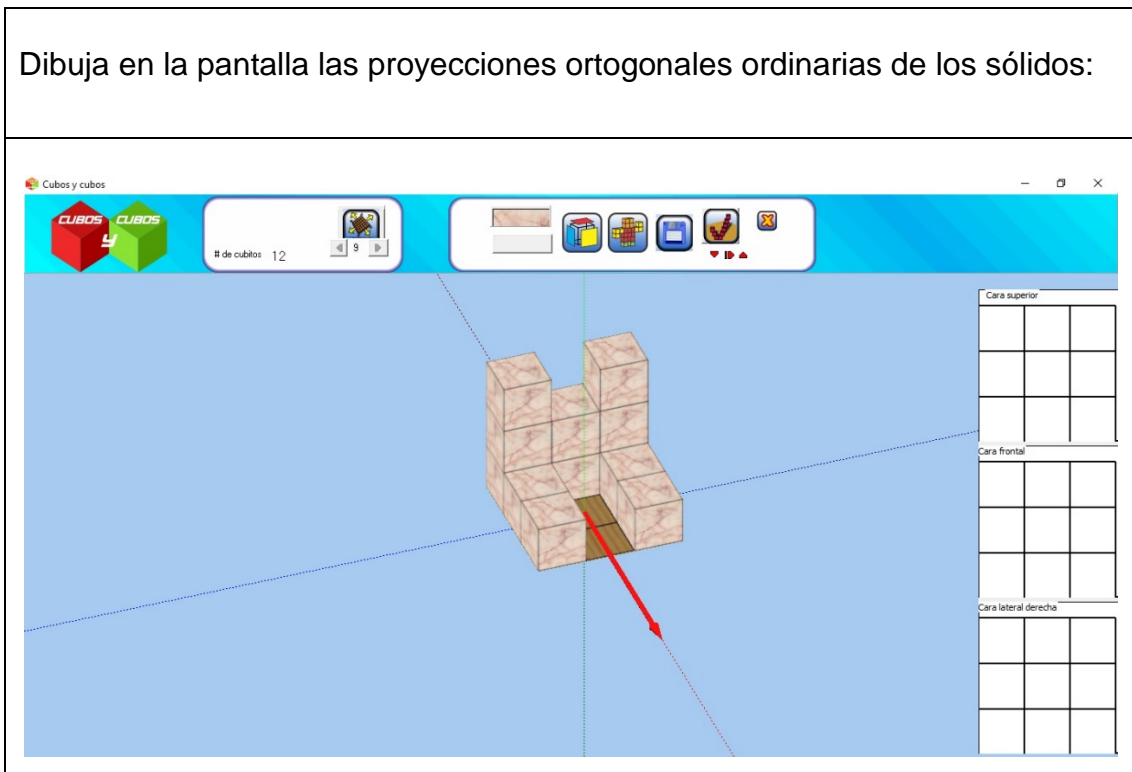 Dibuja en la pantalla las proyecciones ortogonales ordinarias de los sólidos:
Cubos y cubos
CUBOS CUBOS
Y
# de cubitos 12
9
Cara superior
Cara frontal
Cara lateral derecha